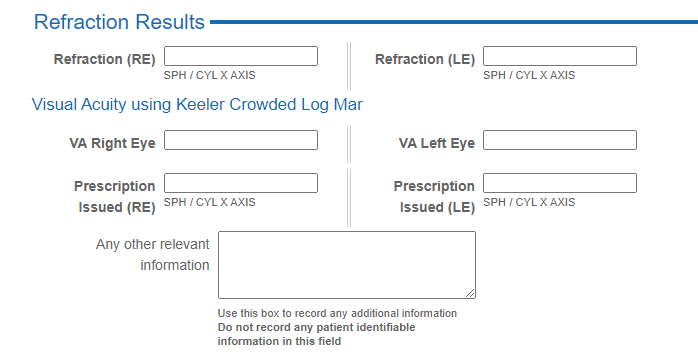 Refraction Results
Refraction (RE)
SPH / CYL X AXIS
Refraction (LE)
SPH / CYL X AXIS
Visual Acuity using Keeler Crowded Log Mar
VA Right Eye
VA Left Eye
Prescription
Issued (RE)
SPH / CYL X AXIS
Prescription
Issued (LE)
SPH / CYL X AXIS
Any other relevant
information
Use this box to record any additional information
Do not record any patient identifiable
information in this field